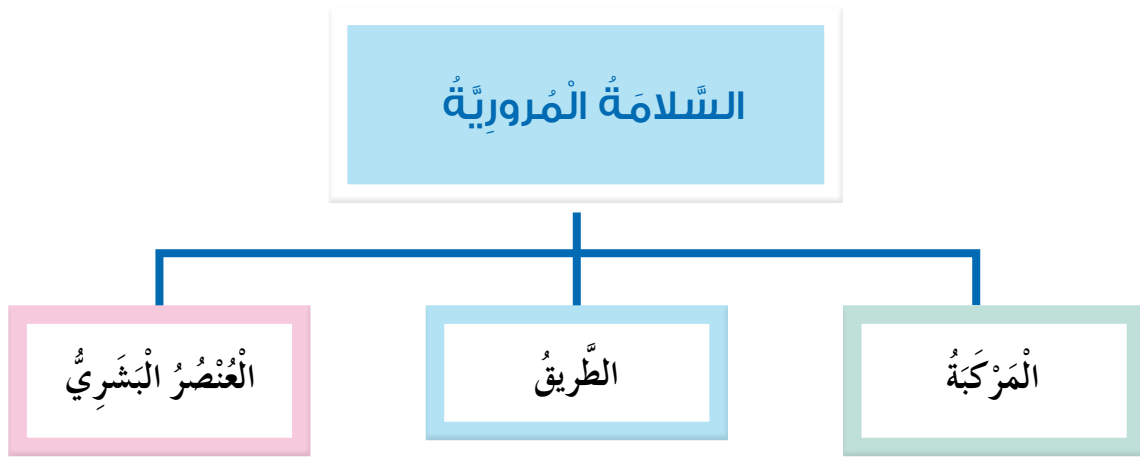 السَّلامَةُ الْمُرورِيَّةُ
الْمَرْكَبَةُ
الطَّريقُ
الْعُنْصُرُ الْبَشَرِيُّ